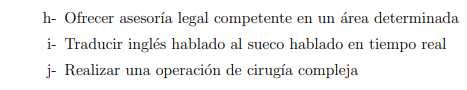 h- Ofrecer asesoría legal competente en un área determinada
i- Traducir inglés hablado al sueco hablado en tiempo real
j- Realizar una operación de cirugía compleja